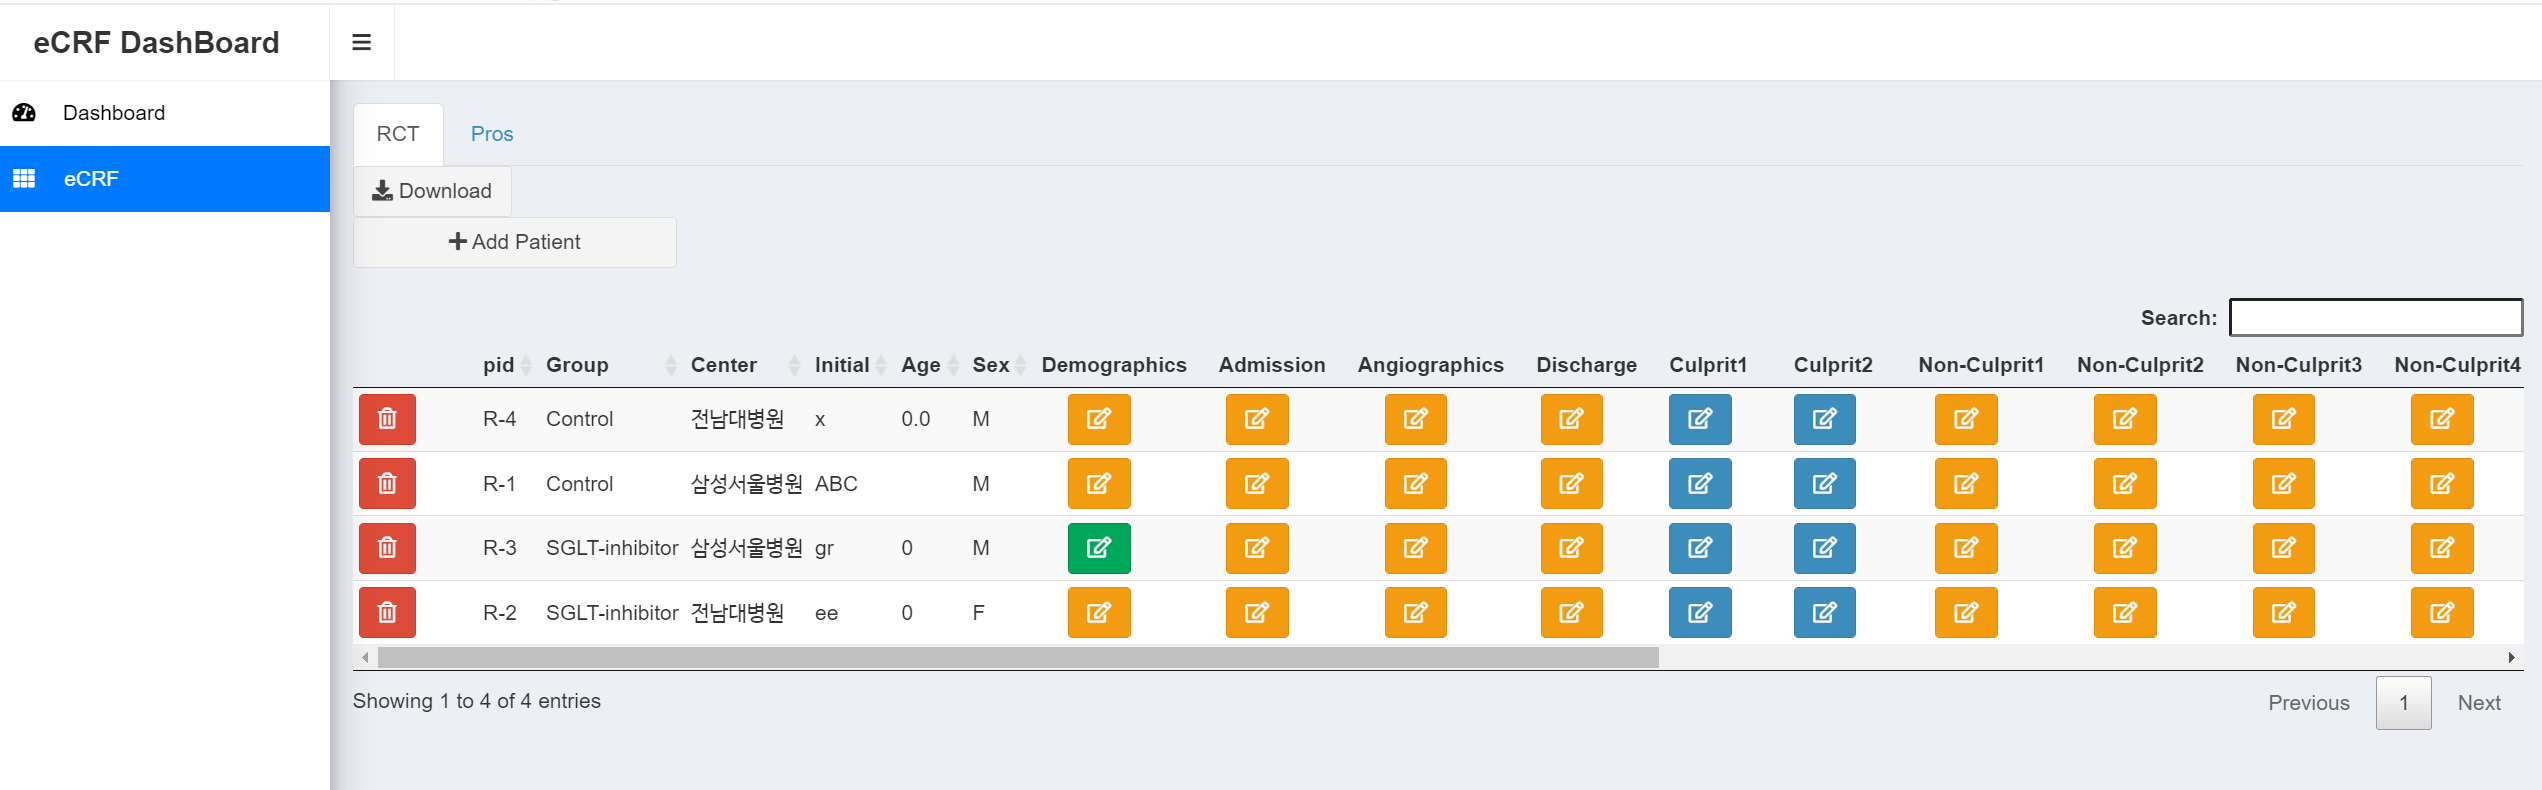 eCRF DashBoard
Dashboard
eCRF
RCT Pros
Download
Add Patient
Search:
pid Group Center Initial Age Sex Demographics Admission Angiographics Discharge Culprit1 Culprit2 Non-Culprit1 Non-Culprit2 Non-Culprit3 Non-Culprit4
R-4 Control 전남대병원 x 0.0 M
R-1 Control 삼성서울병원 ABC M
R-3 SGLT-inhibitor 삼성서울병원 gr 0 M
R-2 SGLT-inhibitor 전남대병원 ee 0 F
Showing 1 to 4 of 4 entries
Previous 1 Next